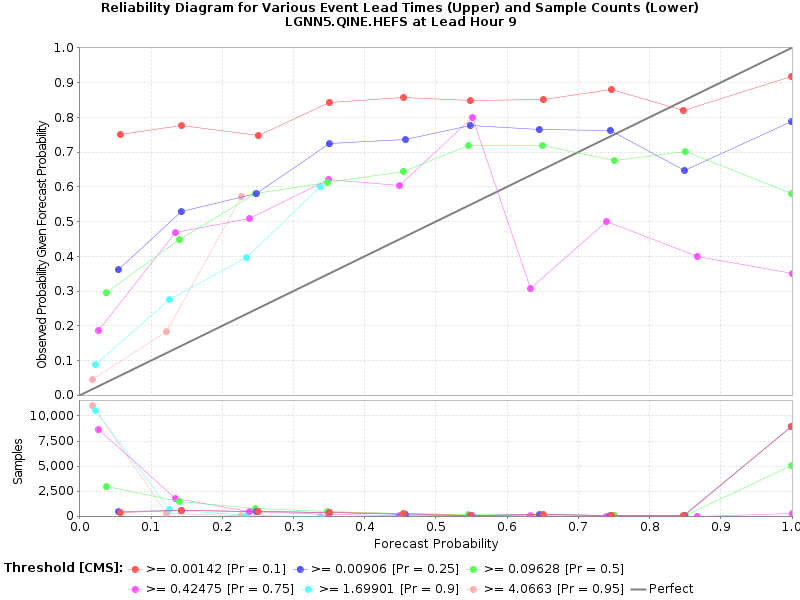 Reliability Diagram for Various Event Lead Times (Upper) and Sample Counts (Lower)
LGNN5.QINE.HEFS at Lead Hour 9
Observed Probability Given Forecast Probability
1.0
0.9
0.8
0.7
0.6
0.5
0.4
0.3
0.2
0.1
0.0
Samples
10,000
7,500
5,000
2,500
0
0.0 0.1 0.2 0.3 0.4 0.5 0.6 0.7 0.8 0.9 1.0
Forecast Probability
Threshold [CMS]: >= 0.00142 [Pr = 0.1] >= 0.00906 [Pr = 0.25] >= 0.09628 [Pr = 0.5]
>= 0.42475 [Pr = 0.75] >= 1.69901 [Pr = 0.9] >= 4.0663 [Pr = 0.95] Perfect